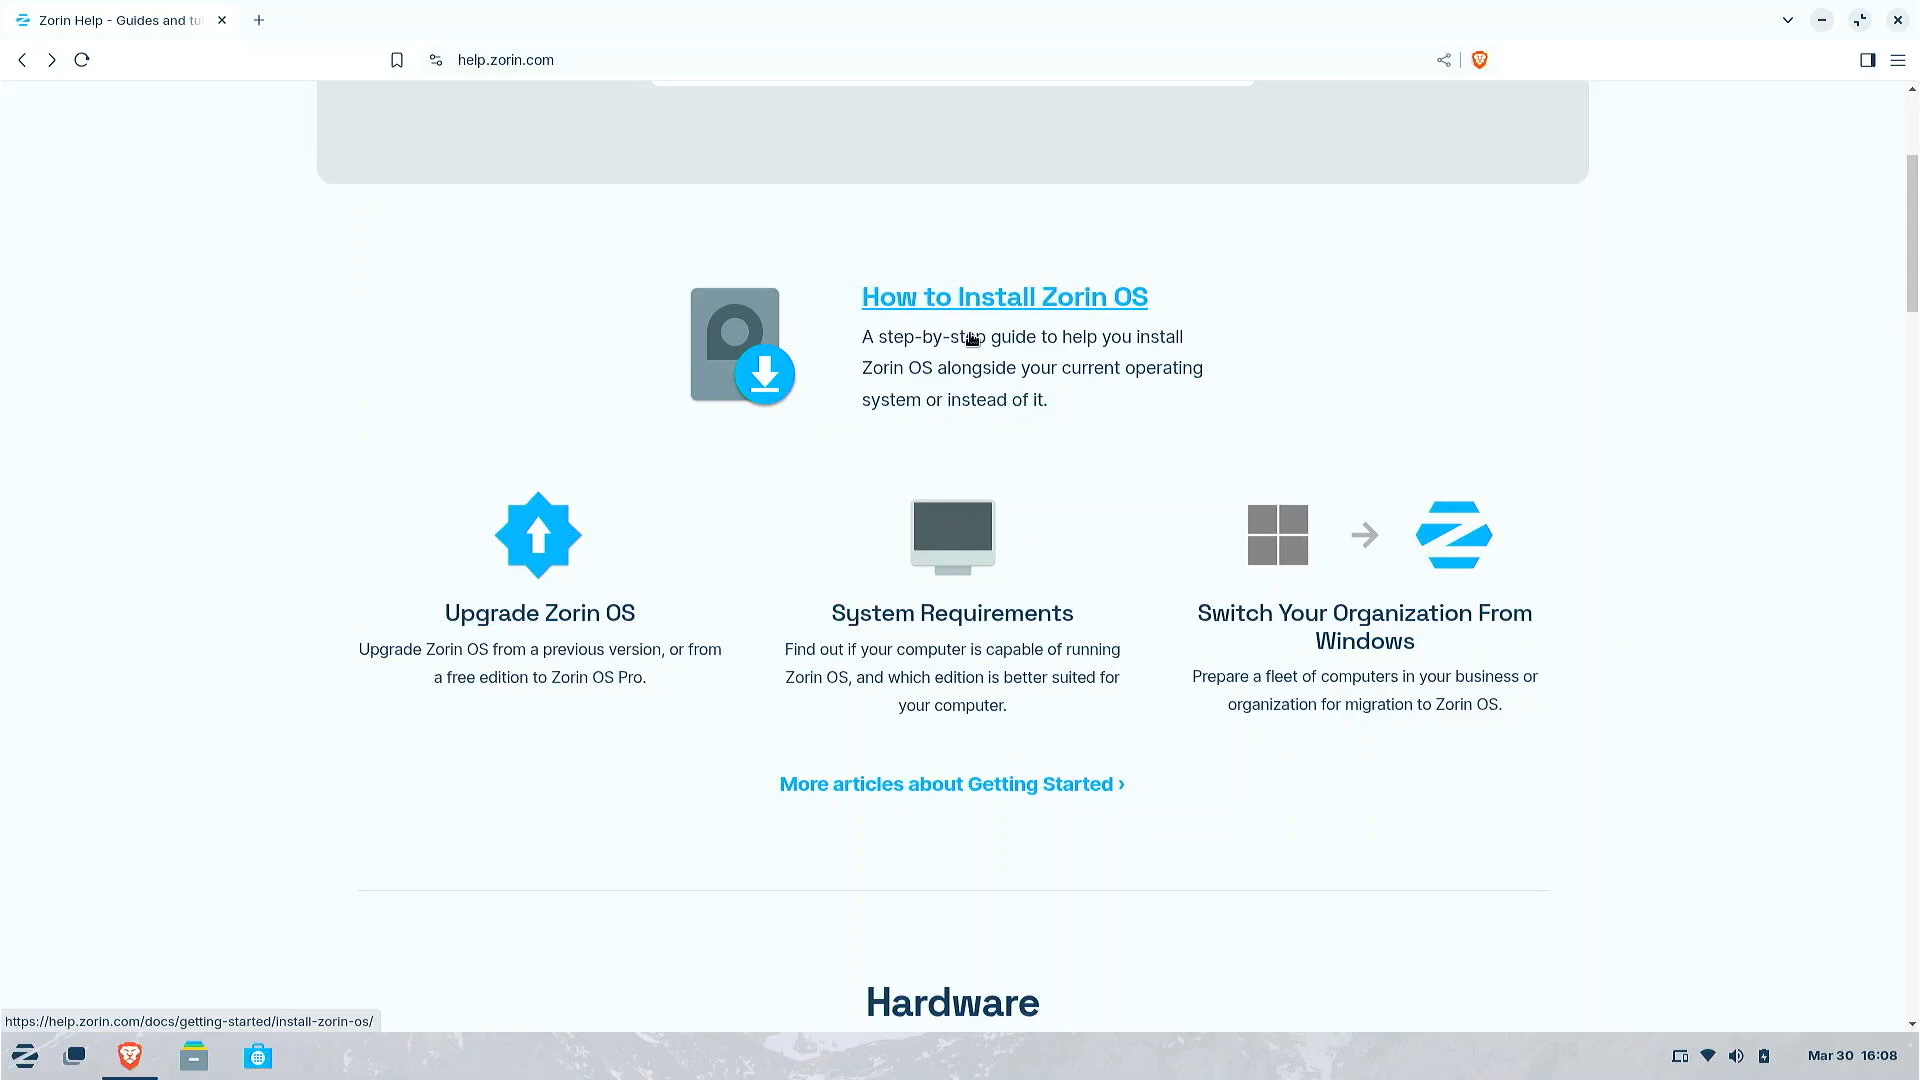 Zorin Help - Guides and tu
help.zorin.com
How to Install Zorin OS
A step-by-step guide to help you install
Zorin OS alongside your current operating
system or instead of it.
Upgrade Zorin OS
Upgrade Zorin OS from a previous version, or from
a free edition to Zorin OS Pro.
System Requirements
Find out if your computer is capable of running
Zorin OS, and which edition is better suited for
your computer.
Switch Your Organization From
Windows
Prepare a fleet of computers in your business or
organization for migration to Zorin OS.
More articles about Getting Started ›
Hardware
https://help.zorin.com/docs/getting-started/install-zorin-os/
Mar 30 16:08